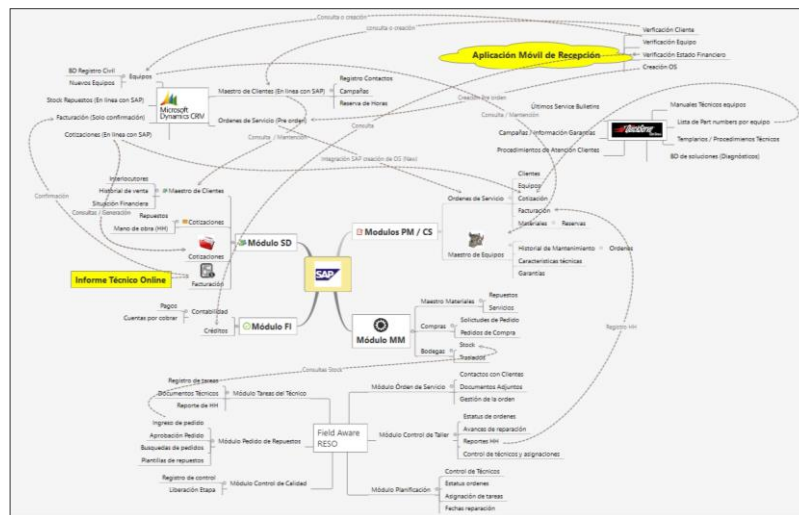 Consulta o creación
consulta o creación
Verficación Cliente
Verificación Equipo
Verificación Estado Financiero
Creación OS
Aplicación Móvil de Recepción
BD Registro Civil
Nuevos Equipos
Equipos
Stock Repuestos (En linea con SAP)
Facturación (Solo confirmación)
Cotizaciones (En linea con SAP)
Microsoft
Dynamics CRM
Maestro de Clientes (En linea con SAP)
Registro Contactos
Campañas
Reserva de Horas
Ordenes de Servicio (Pre orden)
Creación Pre orden
Consulta / Mantención
Consulta
Consulta / Mantención
Integración SAP creación de OS (New)
Últimos Service Bulletins
Campañas / Información Garantías
Procedimientos de Atención Clientes
Manuales Técnicos equipos
Lista de Part numbers por equipo
Templarios / Procedimienos Técnicos
BD de soluciones (Diagnósticos)
Confirmación
Consultas / Generación
Interlocutores
Historial de venta
Situación Financiera
Maestro de Clientes
Repuestos
Mano de obra (HH)
Cotizaciones
Cotizaciones
Facturación
Módulo SD
Informe Técnico Online
Pagos
Cuentas por cobrar
Contabilidad
Créditos
Módulo FI
SAP
Modulos PM / CS
Ordenes de Servicio
Clientes
Equipos
Cotización
Facturación
Materiales
Reservas
Maestro de Equipos
Historial de Mantenimiento
Ordenes
Características técnicas
Garantías
Módulo MM
Maestro Materiales
Repuestos
Servicios
Compras
Solicitudes de Pedido
Pedidos de Compra
Bodegas
Stock
Traslados
Registro HH
Consultas Stock
Registro de tareas
Documentos Técnicos
Reporte de HH
Módulo Tareas del Técnico
Ingreso de pedido
Aprobación Pedido
Busquedas de pedidos
Plantillas de repuestos
Módulo Pedido de Repuestos
Registro de control
Liberación Etapa
Módulo Control de Calidad
Field Aware
RESO
Módulo Órden de Servicio
Contactos con Clientes
Documentos Adjuntos
Gestión de la orden
Módulo Control de Taller
Estatus de ordenes
Avances de reparación
Reportes HH
Control de técnicos y asigraciones
Módulo Planificación
Control de Técnicos
Estatus ordenes
Asignación de tareas
Fechas reparación